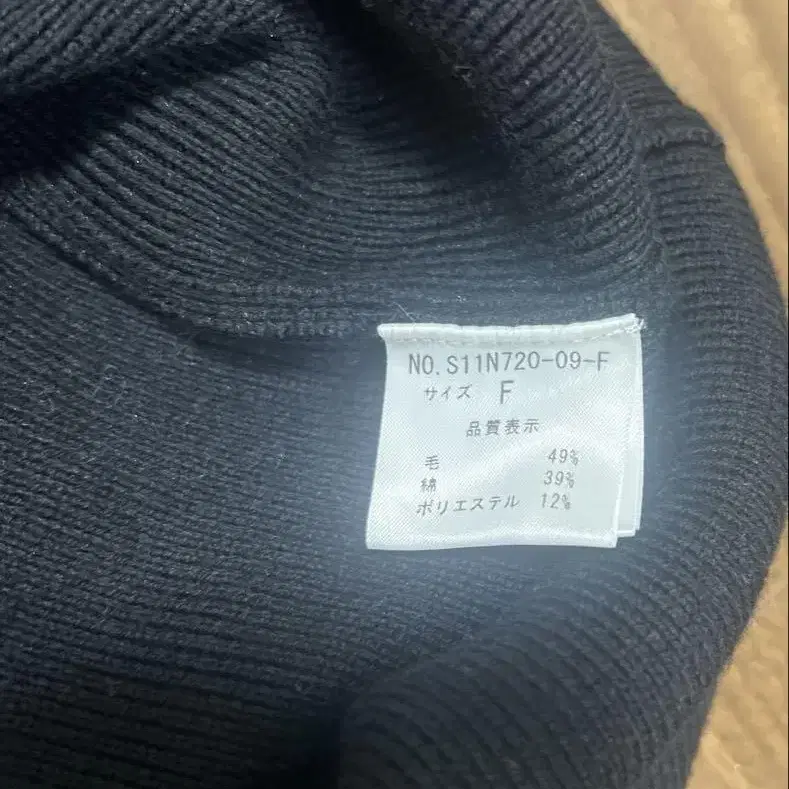 NO.S11N720-09-F
サイズ F
品質表示
毛 49%
綿 39%
ポリエステル 12%